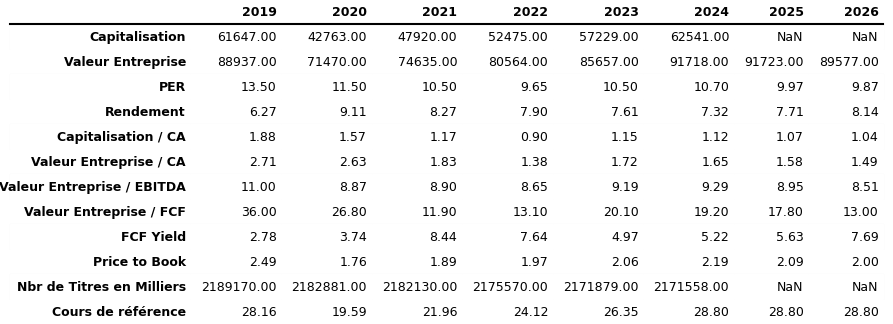 2019 2020 2021 2022 2023 2024 2025 2026
Capitalisation 61647.00 42763.00 47920.00 52475.00 57229.00 62541.00 NaN NaN
Valeur Entreprise 88937.00 71470.00 74635.00 80564.00 85657.00 91718.00 91723.00 89577.00
PER 13.50 11.50 10.50 9.65 10.50 10.70 9.97 9.87
Rendement 6.27 9.11 8.27 7.90 7.61 7.32 7.71 8.14
Capitalisation / CA 1.88 1.57 1.17 0.90 1.15 1.12 1.07 1.04
Valeur Entreprise / CA 2.71 2.63 1.83 1.38 1.72 1.65 1.58 1.49
Valeur Entreprise / EBITDA 11.00 8.87 8.90 8.65 9.19 9.29 8.95 8.51
Valeur Entreprise / FCF 36.00 26.80 11.90 13.10 20.10 19.20 17.80 13.00
FCF Yield 2.78 3.74 8.44 7.64 4.97 5.22 5.63 7.69
Price to Book 2.49 1.76 1.89 1.97 2.06 2.19 2.09 2.00
Nbr de Titres en Milliers 2189170.00 2182881.00 2182130.00 2175570.00 2171879.00 2171558.00 NaN NaN
Cours de référence 28.16 19.59 21.96 24.12 26.35 28.80 28.80 28.80